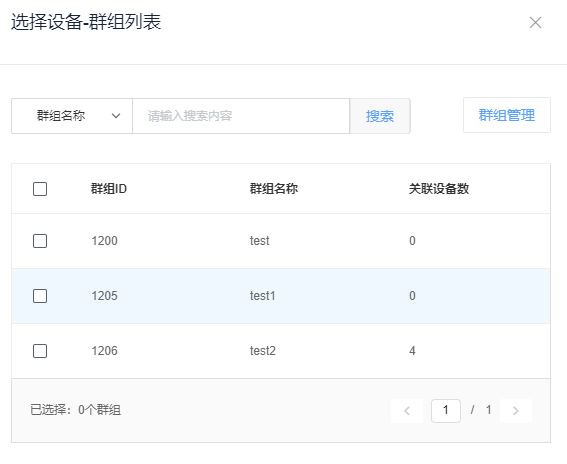 选择设备-群组列表
群组名称 请输入搜索内容 搜索 群组管理
群组ID 群组名称 关联设备数
1200 test 0
1205 test1 0
1206 test2 4
已选择：0个群组 1 / 1